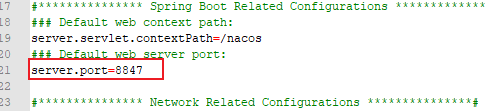 17 #*************** Spring Boot Related Configurations ***************
18 ### Default web context path:
19 server.servlet.contextPath=/nacos
20 ### Default web server port:
21 server.port=8847
22
23 #*************** Network Related Configurations ***************#